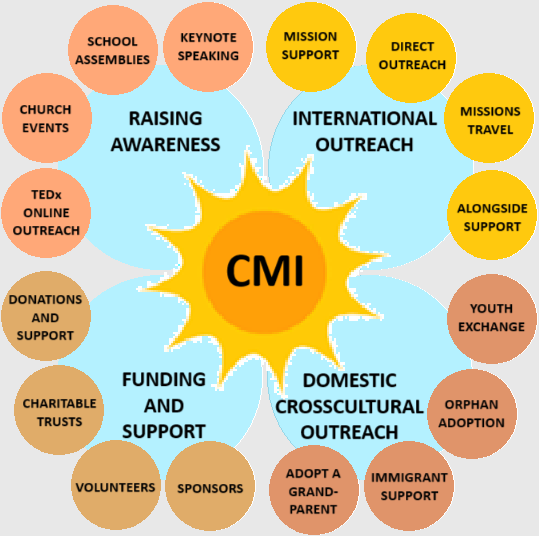 SCHOOL
ASSEMBLIES
KEYNOTE
SPEAKING
CHURCH
EVENTS
TEDx
ONLINE
OUTREACH
RAISING
AWARENESS
MISSION
SUPPORT
DIRECT
OUTREACH
MISSIONS
TRAVEL
ALONGSIDE
SUPPORT
INTERNATIONAL
OUTREACH
CMI
DONATIONS
AND
SUPPORT
CHARITABLE
TRUSTS
VOLUNTEERS
SPONSORS
FUNDING
AND
SUPPORT
YOUTH
EXCHANGE
ORPHAN
ADOPTION
IMMIGRANT
SUPPORT
ADOPT A
GRAND-
PARENT
DOMESTIC
CROSSCULTURAL
OUTREACH